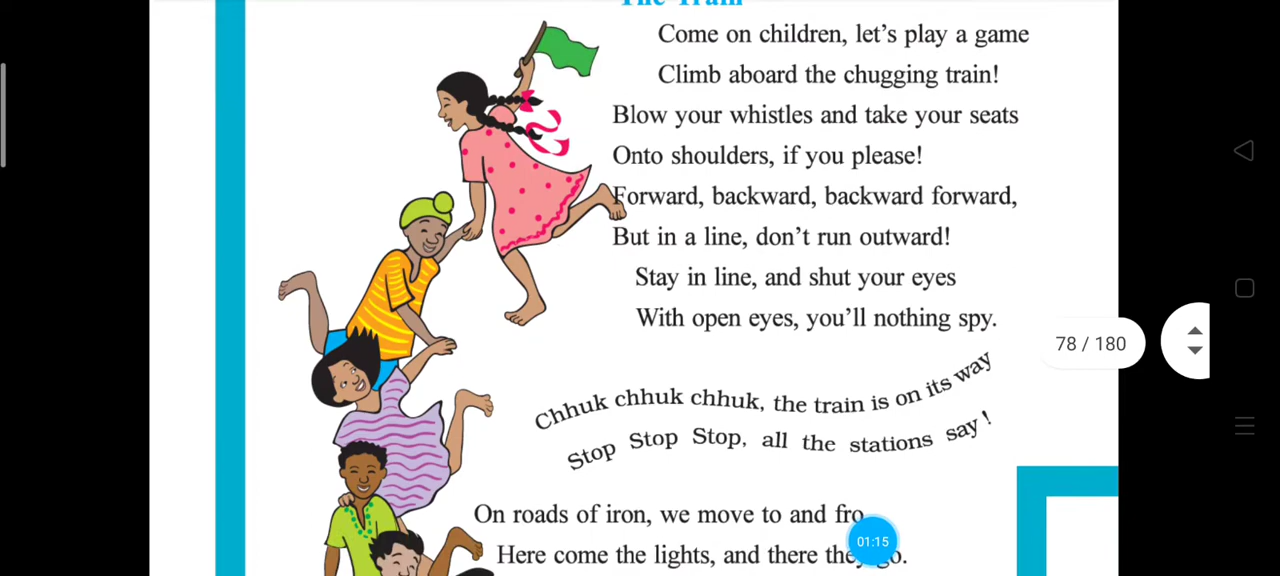 The Train
Come on children, let's play a game
Climb aboard the chugging train!
Blow your whistles and take your seats
Onto shoulders, if you please!
Forward, backward, backward forward,
But in a line, don't run outward!
Stay in line, and shut your eyes
With open eyes, you'll nothing spy.
78 / 180
Chhuk chhuk chhuk, the train is on its way
Stop Stop Stop, all the stations say!
On roads of iron, we move to and fro
Here come the lights, and there they go.
01:15